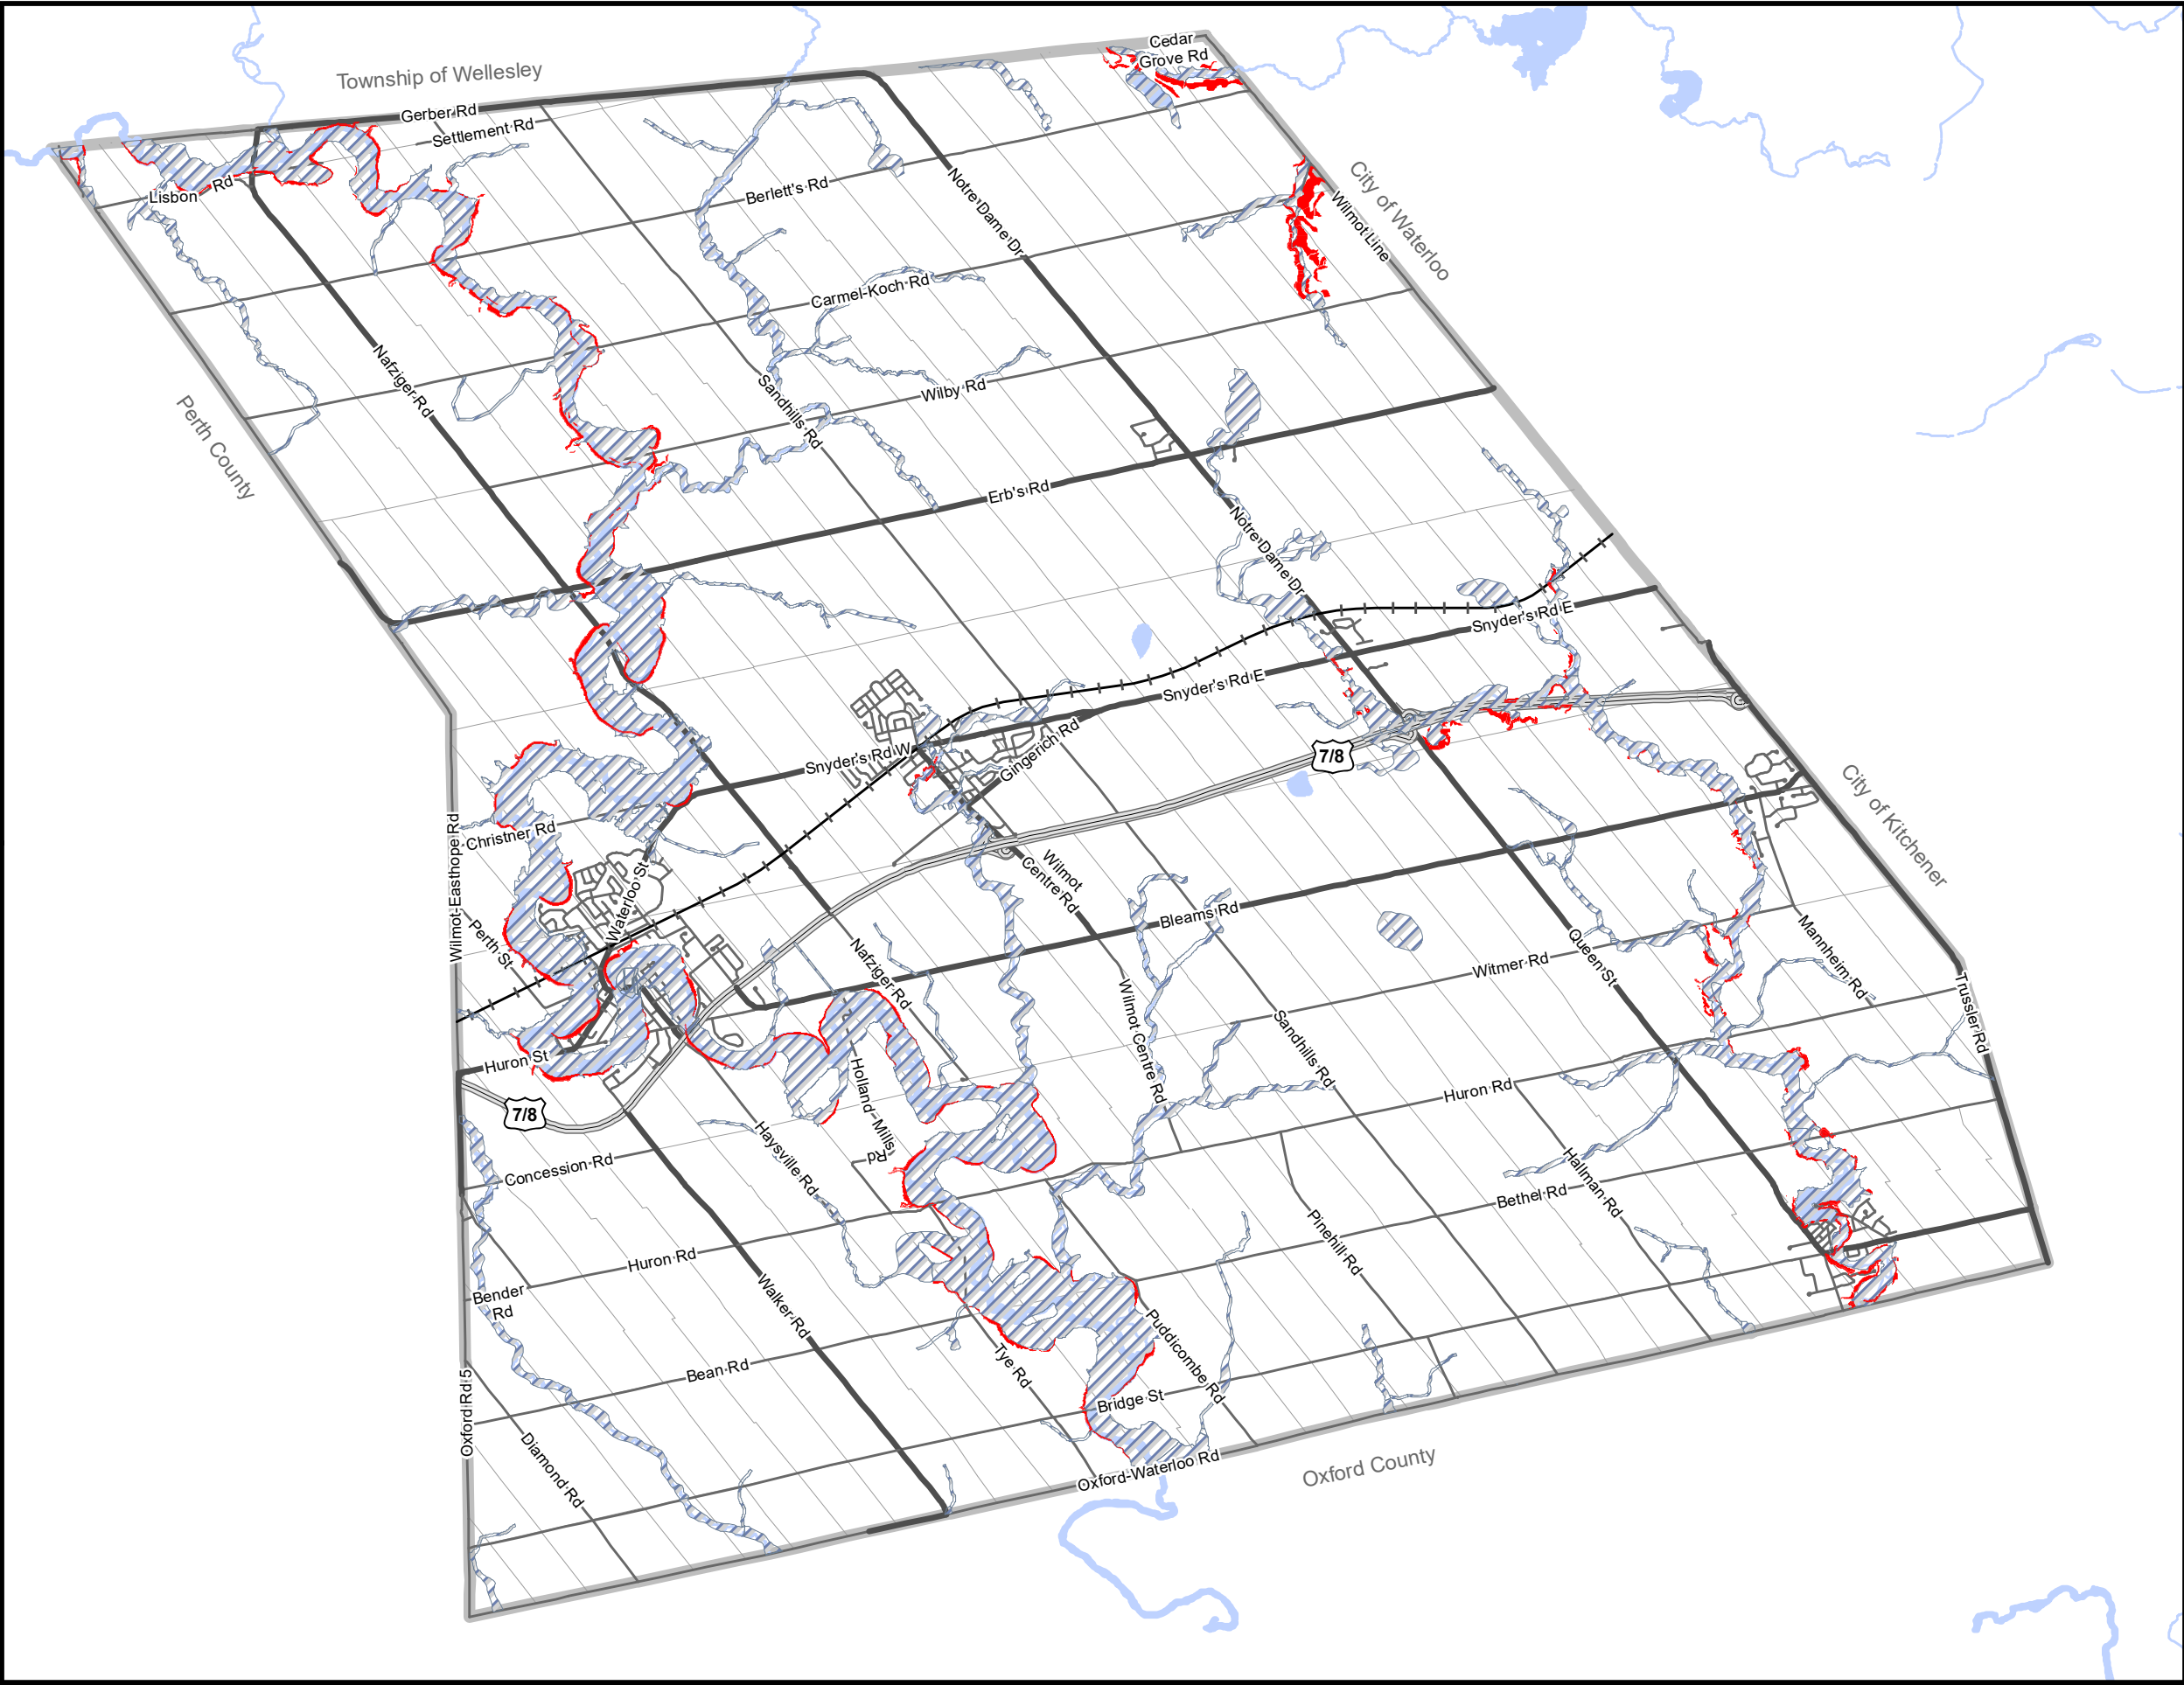 Cedar
Grove Rd
Township of Wellesley
Gerber Rd
Settlement Rd
Lisbon Rd
Berlett's Rd
Notre Dame Dr
City of Waterloo
Wilmot Line
Carmel-Koch Rd
Nafziger Rd
Sandhills Rd
Wilby Rd
Perth County
Erb's Rd
Notre Dame Dr
Snyder's Rd E
Snyder's Rd E
Gingerich Rd
Snyder's Rd W
7/8
City of Kitchener
Wilmot-Easthope Rd
Christner Rd
Waterloo St
Wilmot
Centre Rd
Bleams Rd
Perth St
Nafziger Rd
Queen St
Mannheim Rd
Witmer Rd
Trussler Rd
Wilmot Centre Rd
Sandhills Rd
Huron St
7/8
Holland Mills
Rd
Huron Rd
Haysville Rd
Concession Rd
Hallman Rd
Bethel Rd
Pinehill Rd
Huron Rd
Bender
Rd
Walker Rd
Puddicombe Rd
Tye Rd
Bean Rd
Bridge St
Oxford Rd 5
Diamond Rd
Oxford-Waterloo Rd
Oxford County